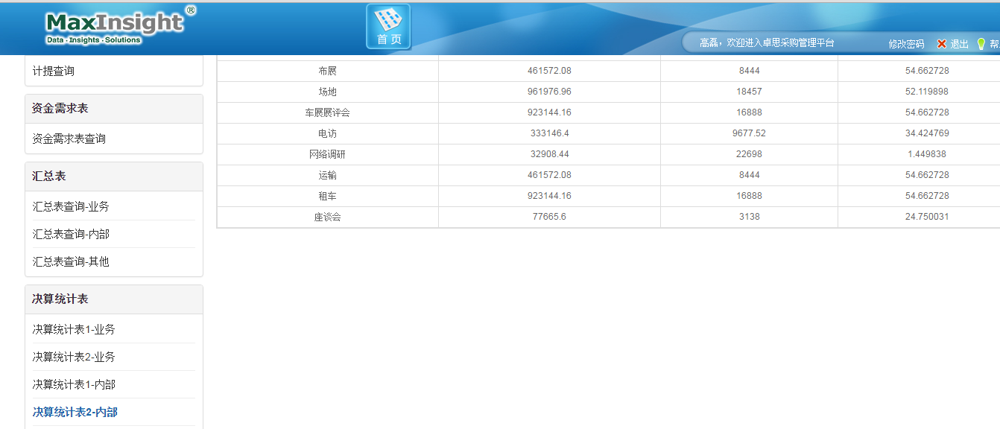 MaxInsight®
Data · Insights · Solutions
首 页
高磊，欢迎进入卓思采购管理平台
修改密码 退出 帮
计提查询
资金需求表
资金需求表查询
汇总表
汇总表查询-业务
汇总表查询-内部
汇总表查询-其他
决算统计表
决算统计表1-业务
决算统计表2-业务
决算统计表1-内部
决算统计表2-内部
布展 461572.08 8444 54.662728
场地 961976.96 18457 52.119898
车展展评会 923144.16 16888 54.662728
电访 333146.4 9677.52 34.424769
网络调研 32908.44 22698 1.449838
运输 461572.08 8444 54.662728
租车 923144.16 16888 54.662728
座谈会 77665.6 3138 24.750031